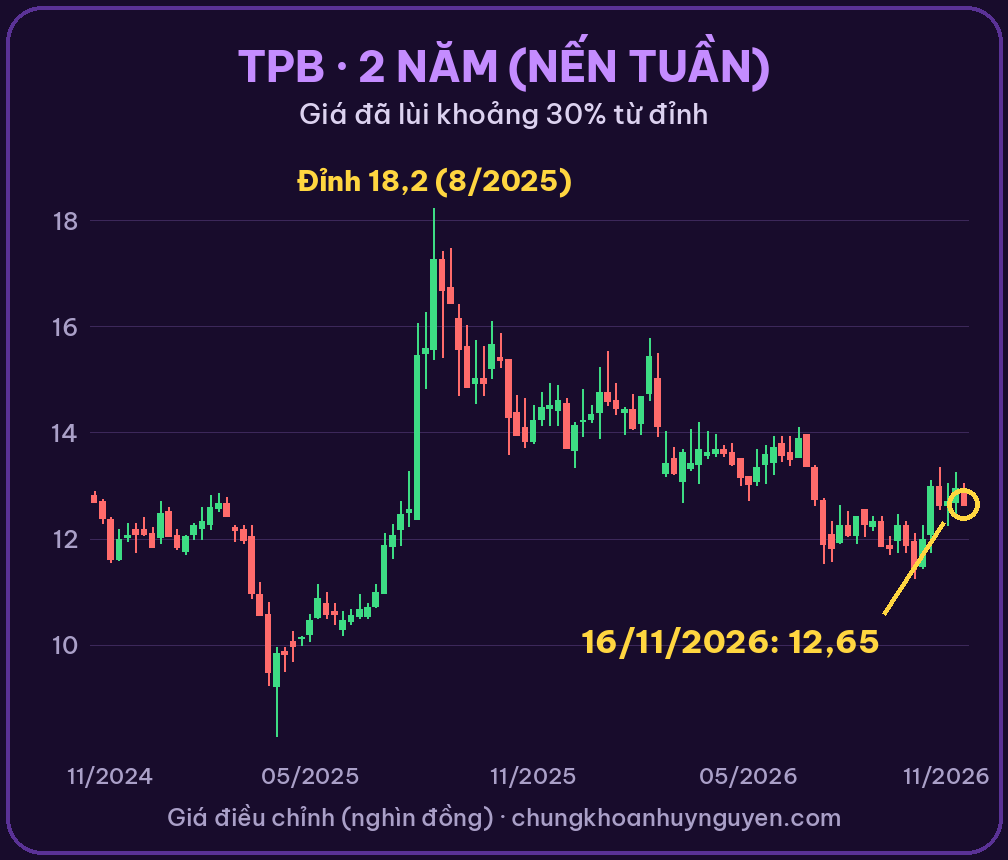 TPB · 2 NĂM (NẾN TUẦN)
Giá đã lùi khoảng 30% từ đỉnh
Đỉnh 18,2 (8/2025)
18
16
14
12
10
16/11/2026: 12,65
11/2024 05/2025 11/2025 05/2026 11/2026
Giá điều chỉnh (nghìn đồng) · chungkhoanhuynguyen.com